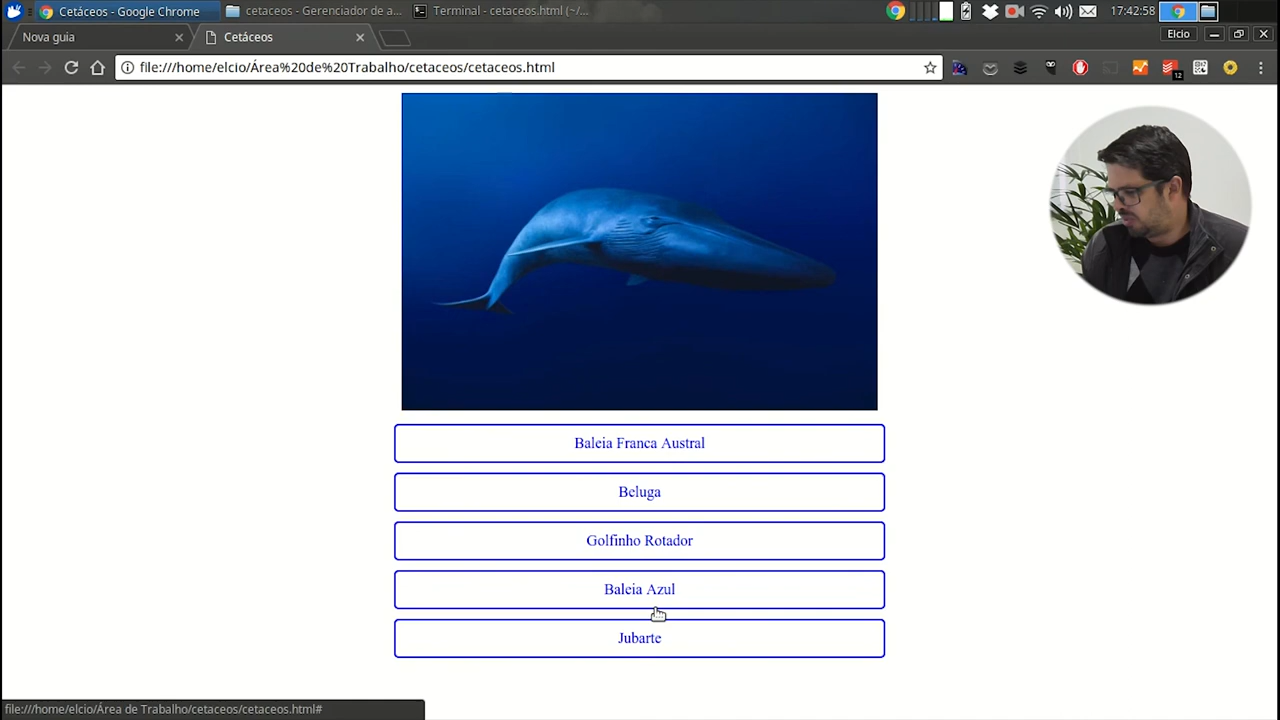 Cetáceos - Google Chrome
cetaceos - Gerenciador de a...
Terminal - cetaceos.html (~/...
17:42:58
Nova guia
Cetáceos
Elcio
file:///home/elcio/Área%20de%20Trabalho/cetaceos/cetaceos.html
12
Baleia Franca Austral
Beluga
Golfinho Rotador
Baleia Azul
Jubarte
file:///home/elcio/Área de Trabalho/cetaceos/cetaceos.html#